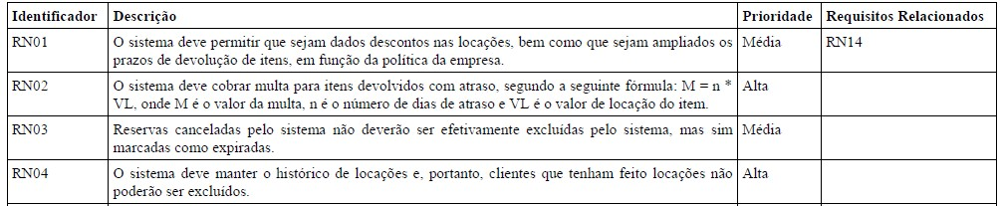 Identificador Descrição Prioridade Requisitos Relacionados
RN01 O sistema deve permitir que sejam dados descontos nas locações, bem como que sejam ampliados os Média RN14
prazos de devolução de itens, em função da política da empresa.
RN02 O sistema deve cobrar multa para itens devolvidos com atraso, segundo a seguinte fórmula: M = n * Alta
VL, onde M é o valor da multa, n é o número de dias de atraso e VL é o valor de locação do item.
RN03 Reservas canceladas pelo sistema não deverão ser efetivamente excluídas pelo sistema, mas sim Média
marcadas como expiradas.
RN04 O sistema deve manter o histórico de locações e, portanto, clientes que tenham feito locações não Alta
poderão ser excluídos.